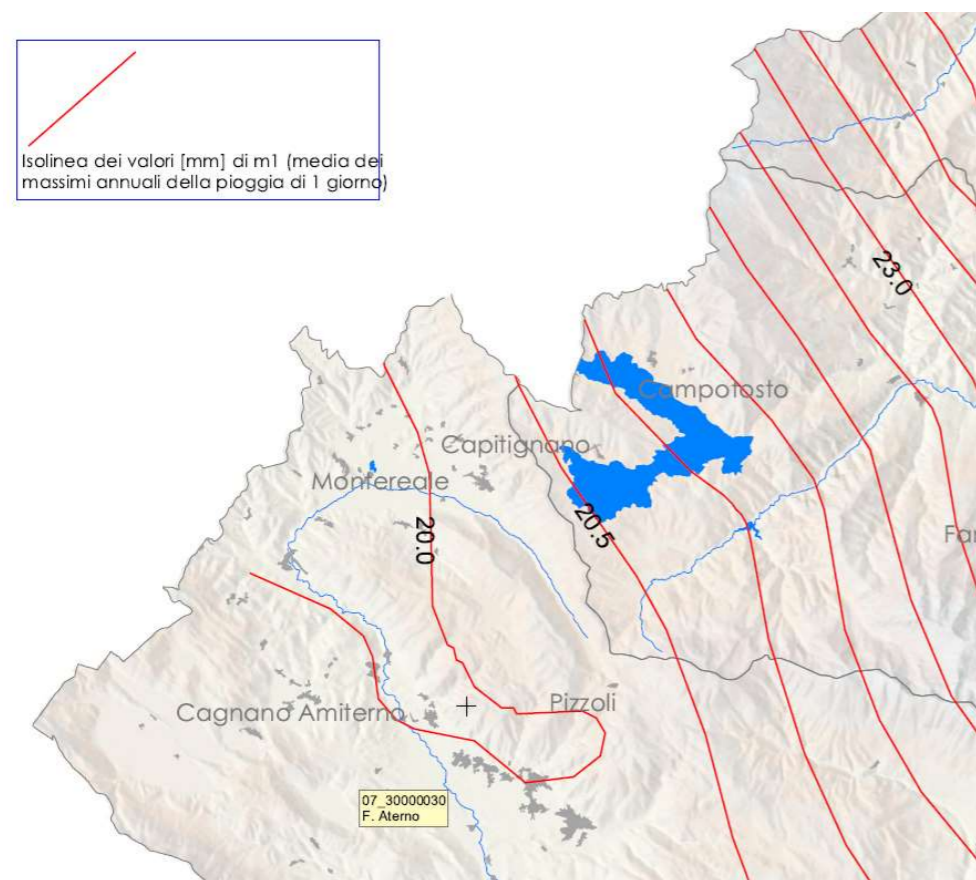 Isolinea dei valori [mm] di m1 (media dei
massimi annuali della pioggia di 1 giorno)
23.0
Campotosto
Capitignano
Montereale
20.5
20.0
Far
Pizzoli
Cagnano Amiterno
07_30000030
F. Aterno